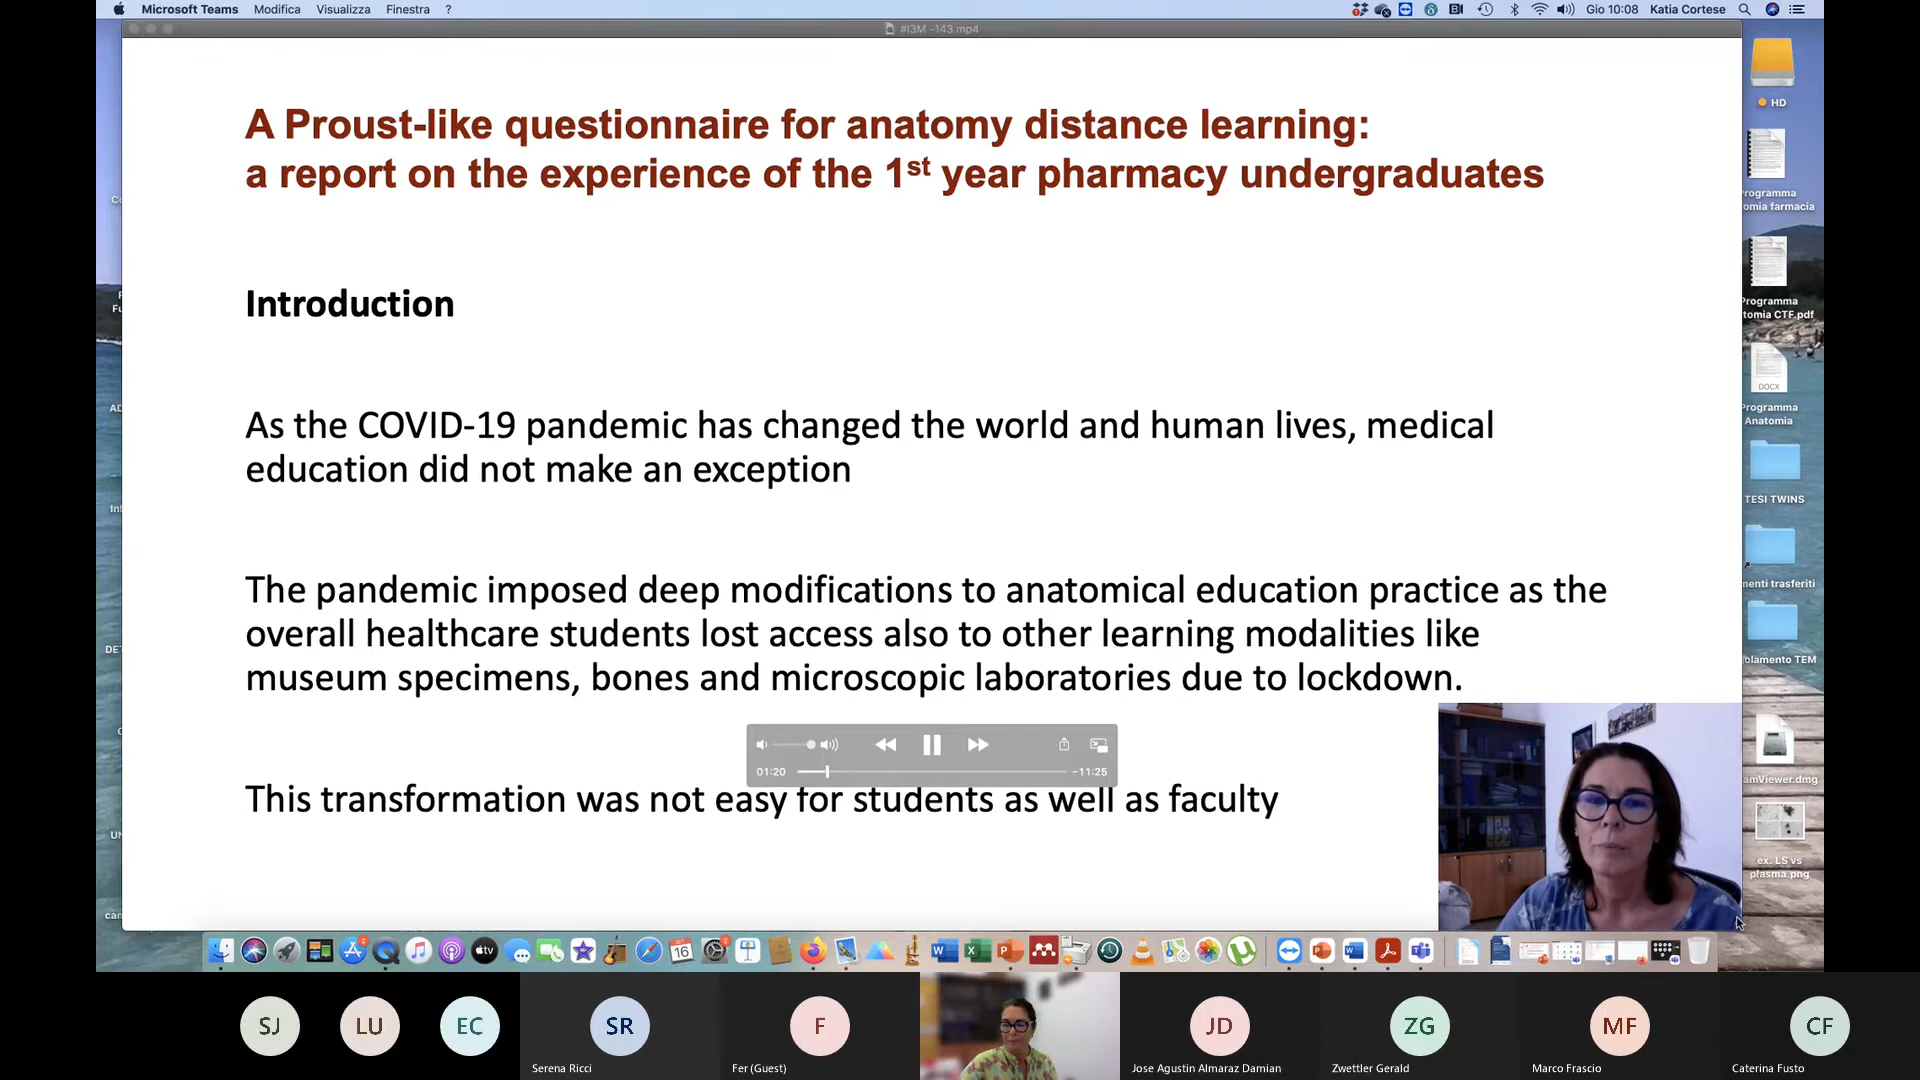 Microsoft Teams Modifica Visualizza Finestra ?
Gio 10:08 Katia Cortese
#I3M -143.mp4
A Proust-like questionnaire for anatomy distance learning:
a report on the experience of the 1st year pharmacy undergraduates
Introduction
As the COVID-19 pandemic has changed the world and human lives, medical
education did not make an exception
The pandemic imposed deep modifications to anatomical education practice as the
overall healthcare students lost access also to other learning modalities like
museum specimens, bones and microscopic laboratories due to lockdown.
01:20
-11:25
This transformation was not easy for students as well as faculty
HD
Programma
omia farmacia
Programma
tomia CTF.pdf
DOCX
Programma
Anatomia
TESI TWINS
menti trasferiti
olamento TEM
amViewer.dmg
ex. LS vs
plasma.png
SJ
LU
EC
SR
Serena Ricci
F
Fer (Guest)
JD
Jose Agustin Almaraz Damian
ZG
Zwettler Gerald
MF
Marco Frascio
CF
Caterina Fusto